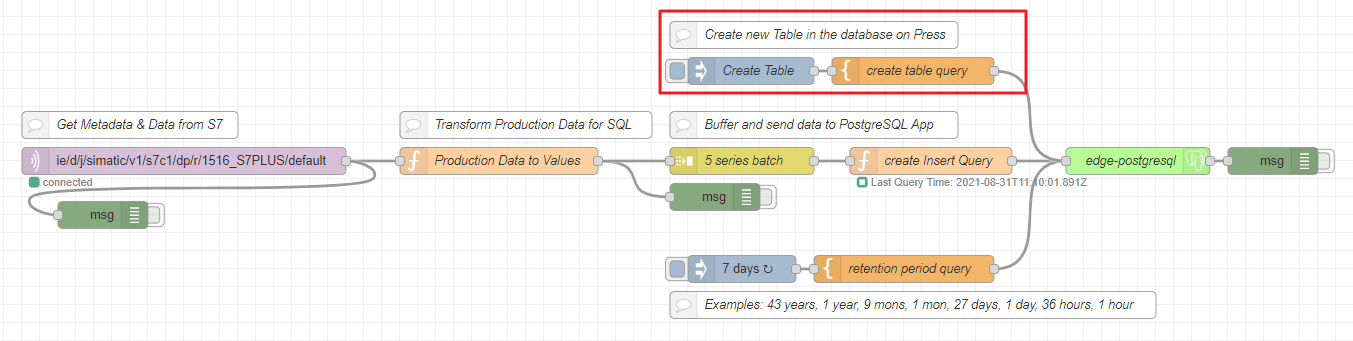 Create new Table in the database on Press
Create Table
create table query
Get Metadata & Data from S7
Transform Production Data for SQL
Buffer and send data to PostgreSQL App
ie/d/j/simatic/v1/s7c1/dp/r/1516_S7PLUS/default
Production Data to Values
5 series batch
create Insert Query
edge-postgresql
msg
connected
Last Query Time: 2021-08-31T11:10:01.891Z
msg
msg
7 days ↻
retention period query
Examples: 43 years, 1 year, 9 mons, 1 mon, 27 days, 1 day, 36 hours, 1 hour